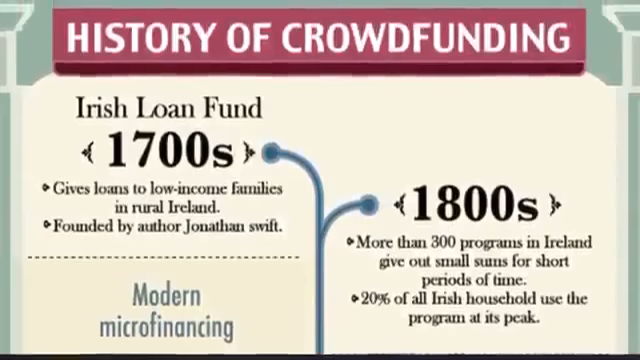 HISTORY OF CROWDFUNDING
Irish Loan Fund
1700s
Gives loans to low-income families
in rural Ireland.
Founded by author Jonathan swift.
1800s
More than 300 programs in Ireland
give out small sums for short
periods of time.
20% of all Irish household use the
program at its peak.
Modern
microfinancing